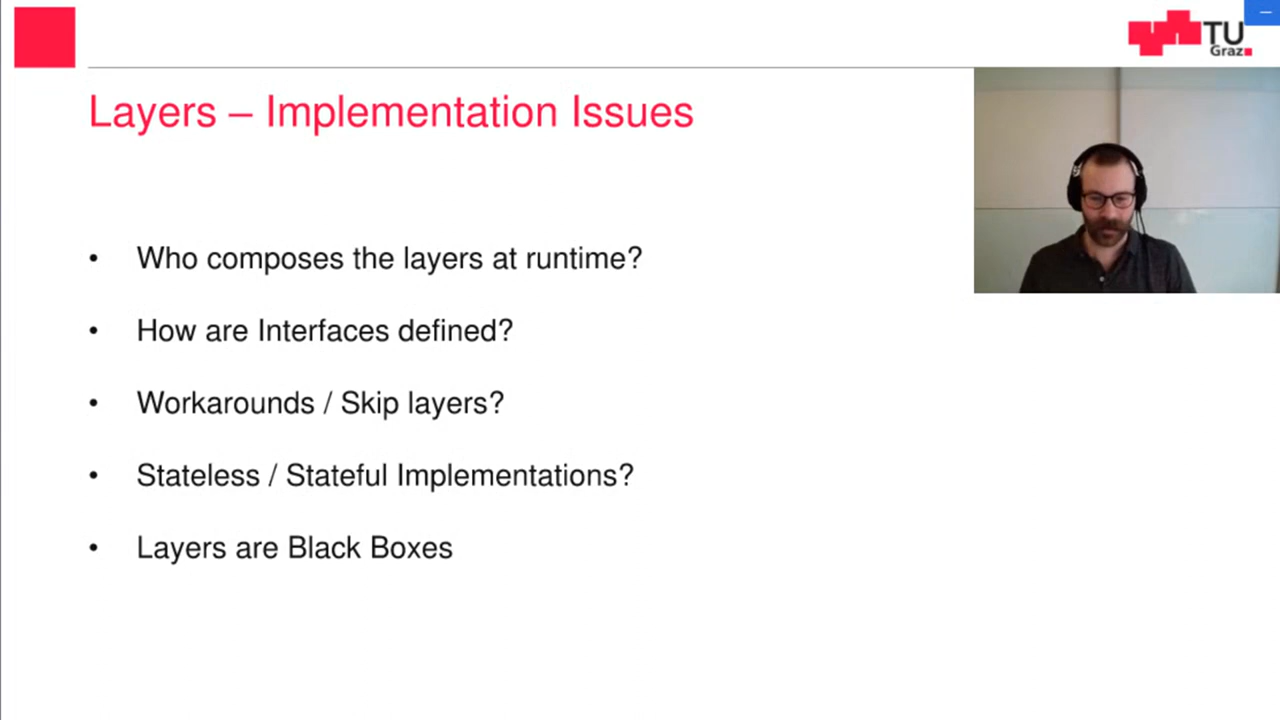 TU
Graz
Layers – Implementation Issues
• Who composes the layers at runtime?
• How are Interfaces defined?
• Workarounds / Skip layers?
• Stateless / Stateful Implementations?
• Layers are Black Boxes